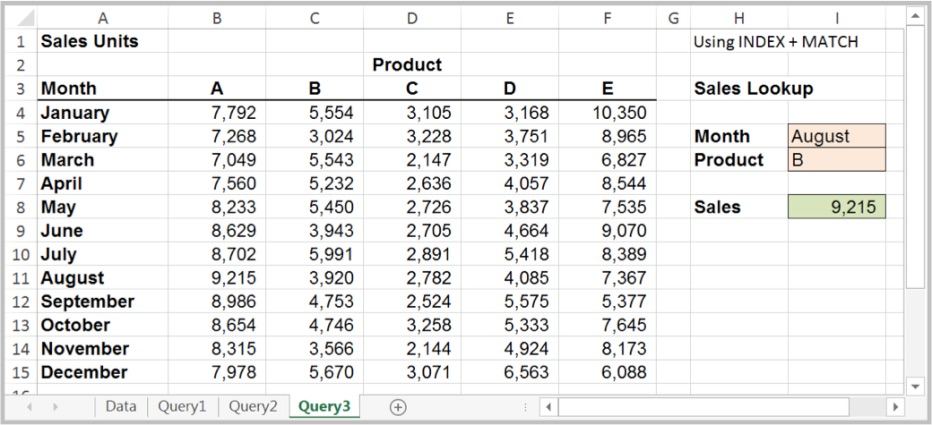 A B C D E F G H I
1 Sales Units Using INDEX + MATCH
2 Product
3 Month A B C D E Sales Lookup
4 January 7,792 5,554 3,105 3,168 10,350
5 February 7,268 3,024 3,228 3,751 8,965 Month August
6 March 7,049 5,543 2,147 3,319 6,827 Product B
7 April 7,560 5,232 2,636 4,057 8,544
8 May 8,233 5,450 2,726 3,837 7,535 Sales 9,215
9 June 8,629 3,943 2,705 4,664 9,070
10 July 8,702 5,991 2,891 5,418 8,389
11 August 9,215 3,920 2,782 4,085 7,367
12 September 8,986 4,753 2,524 5,575 5,377
13 October 8,654 4,746 3,258 5,333 7,645
14 November 8,315 3,566 2,144 4,924 8,173
15 December 7,978 5,670 3,071 6,563 6,088
Data Query1 Query2 Query3